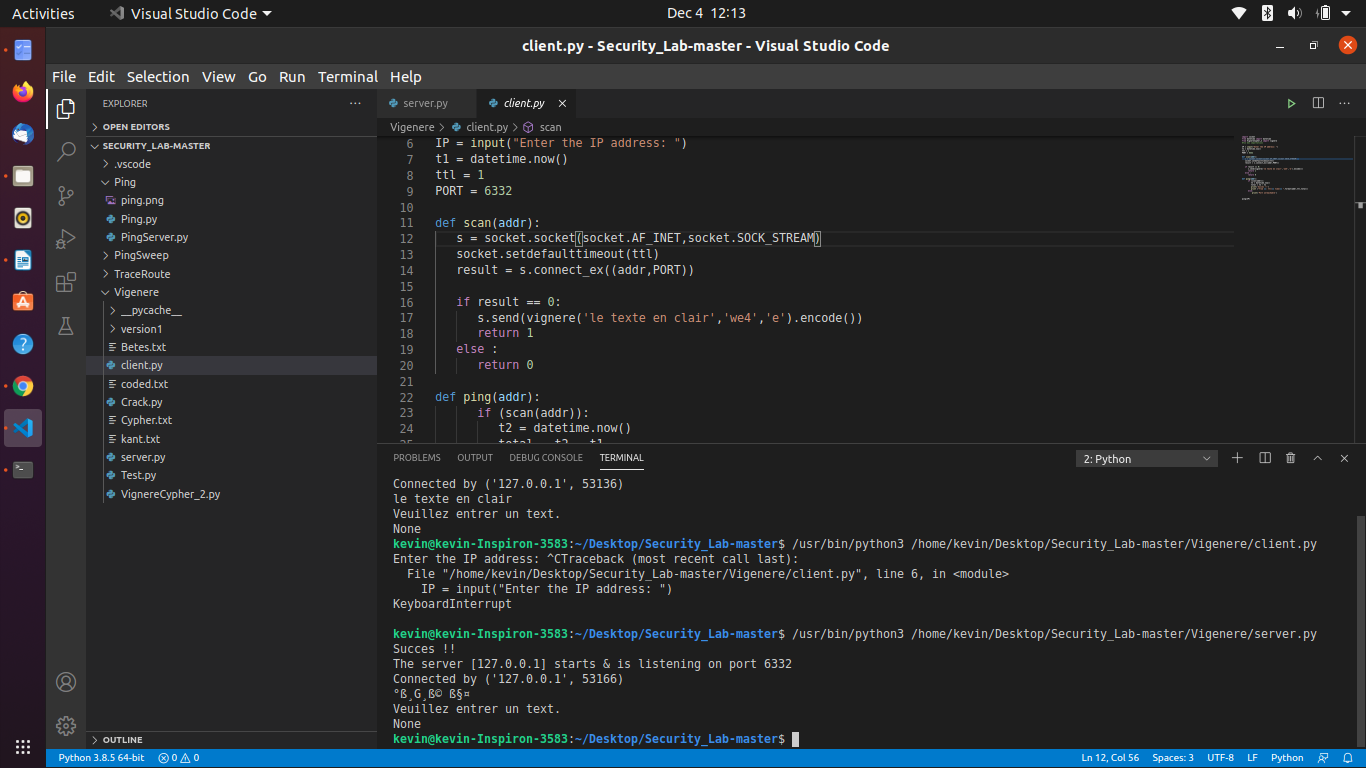 Activities
Visual Studio Code
Dec 4 12:13
client.py - Security_Lab-master - Visual Studio Code
File Edit Selection View Go Run Terminal Help
EXPLORER
OPEN EDITORS
SECURITY_LAB-MASTER
.vscode
Ping
ping.png
Ping.py
PingServer.py
PingSweep
TraceRoute
Vigenere
__pycache__
version1
Betes.txt
client.py
coded.txt
Crack.py
Cypher.txt
kant.txt
server.py
Test.py
VignereCypher_2.py
OUTLINE
server.py client.py
Vigenere > client.py > scan
6 IP = input("Enter the IP address: ")
7 t1 = datetime.now()
8 ttl = 1
9 PORT = 6332
10
11 def scan(addr):
12 s = socket.socket(socket.AF_INET,socket.SOCK_STREAM)
13 socket.setdefaulttimeout(ttl)
14 result = s.connect_ex((addr,PORT))
15
16 if result == 0:
17 s.send(vignere('le texte en clair','we4','e').encode())
18 return 1
19 else :
20 return 0
21
22 def ping(addr):
23 if (scan(addr)):
24 t2 = datetime.now()
PROBLEMS OUTPUT DEBUG CONSOLE TERMINAL
2: Python
Connected by ('127.0.0.1', 53136)
le texte en clair
Veuillez entrer un text.
None
kevin@kevin-Inspiron-3583:~/Desktop/Security_Lab-master$ /usr/bin/python3 /home/kevin/Desktop/Security_Lab-master/Vigenere/client.py
Enter the IP address: ^CTraceback (most recent call last):
File "/home/kevin/Desktop/Security_Lab-master/Vigenere/client.py", line 6, in <module>
IP = input("Enter the IP address: ")
KeyboardInterrupt
kevin@kevin-Inspiron-3583:~/Desktop/Security_Lab-master$ /usr/bin/python3 /home/kevin/Desktop/Security_Lab-master/Vigenere/server.py
Succes !!
The server [127.0.0.1] starts & is listening on port 6332
Connected by ('127.0.0.1', 53166)
°ß¸G¸ß© ß§¤
Veuillez entrer un text.
None
kevin@kevin-Inspiron-3583:~/Desktop/Security_Lab-master$
Python 3.8.5 64-bit 0 0
Ln 12, Col 56 Spaces: 3 UTF-8 LF Python